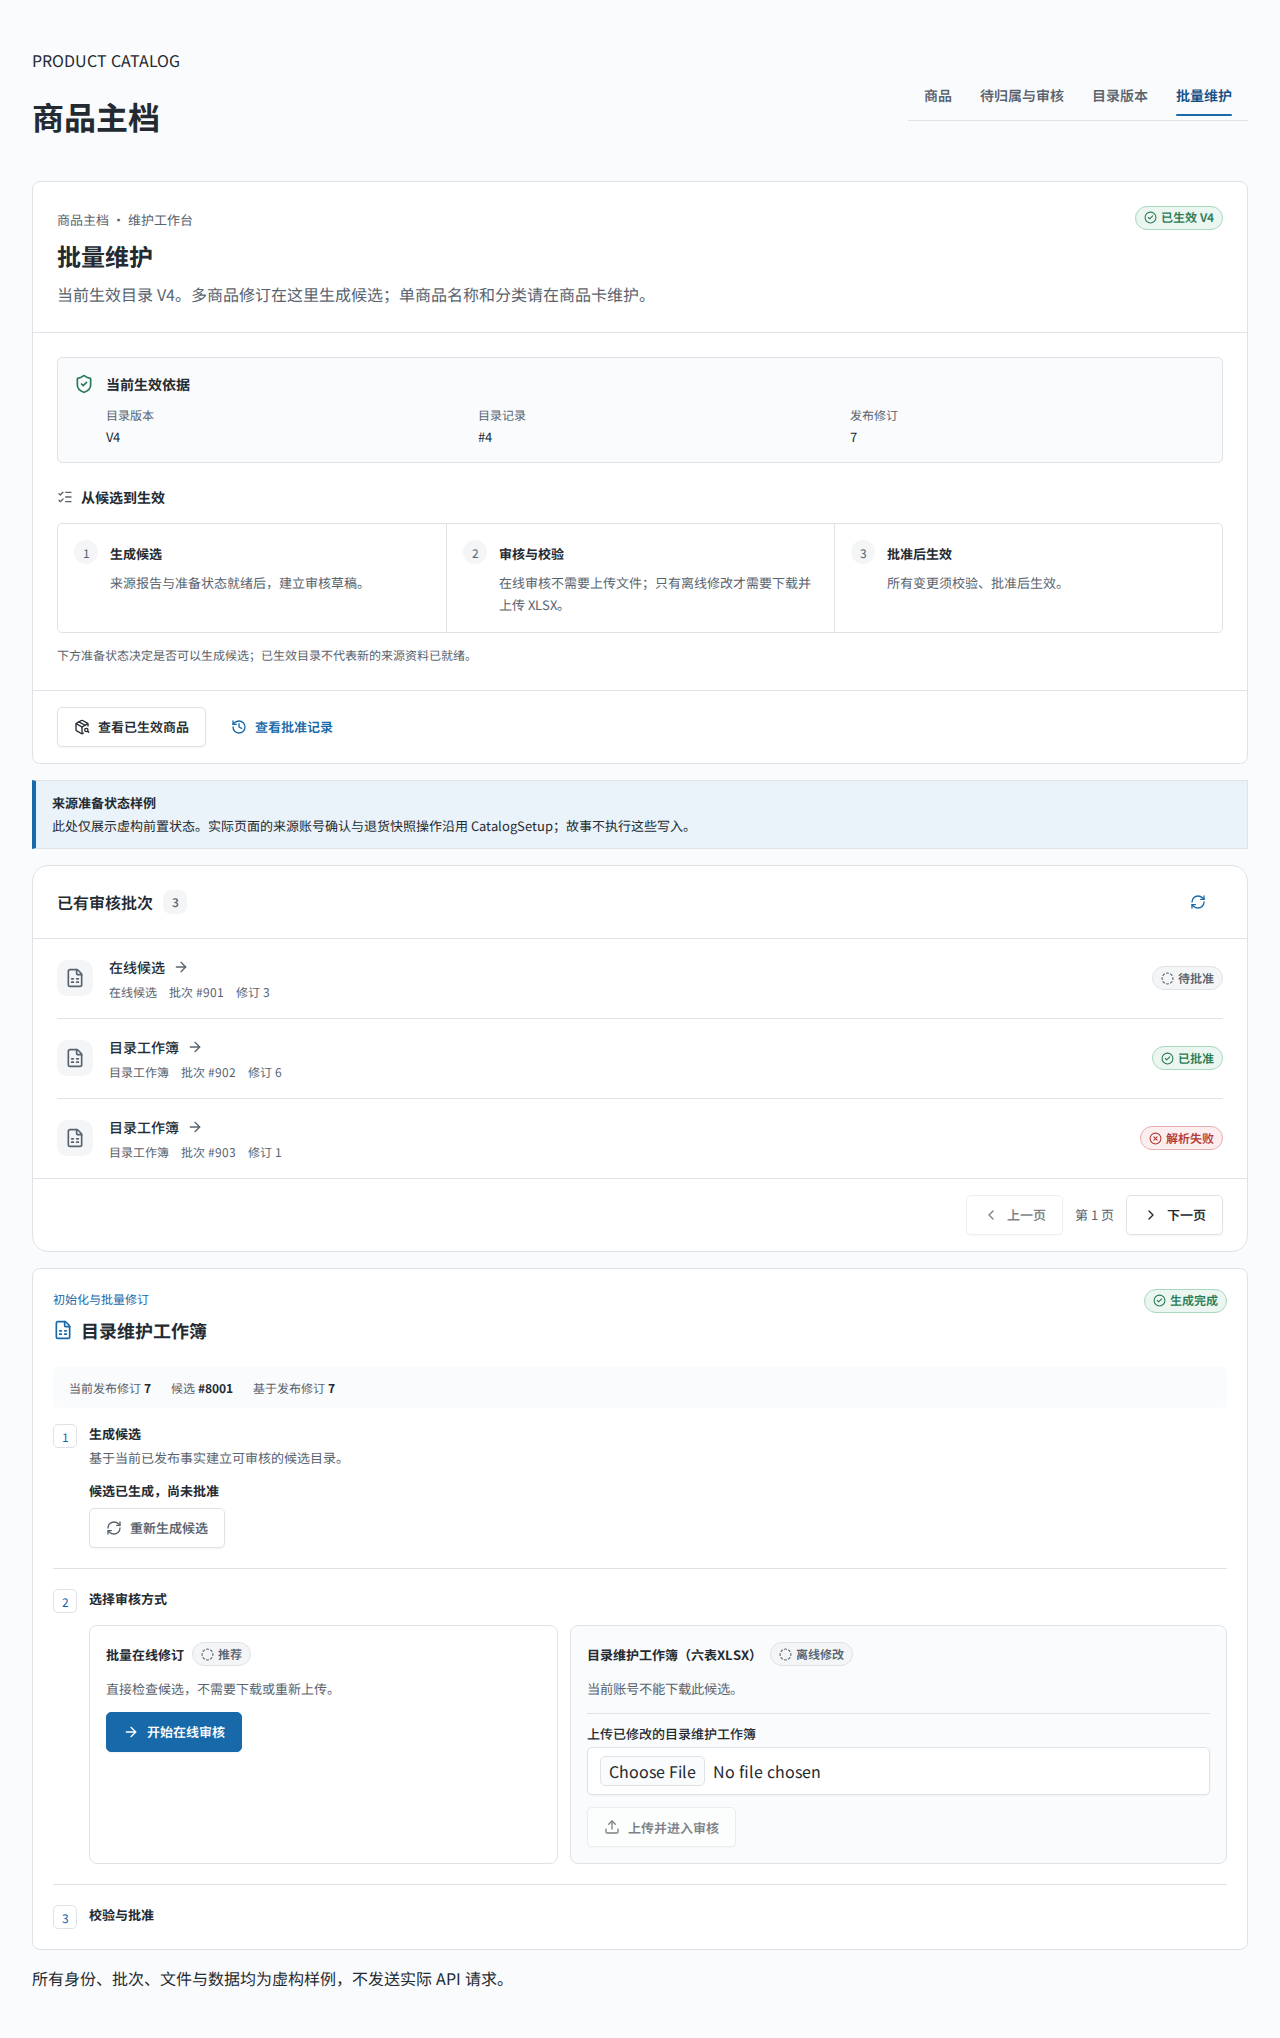 PRODUCT CATALOG
商品主档
商品 待归属与审核 目录版本 批量维护
商品主档 · 维护工作台
已生效 V4
批量维护
当前生效目录 V4。多商品修订在这里生成候选；单商品名称和分类请在商品卡维护。
当前生效依据
目录版本 目录记录 发布修订
V4 #4 7
从候选到生效
1 生成候选
来源报告与准备状态就绪后，建立审核草稿。
2 审核与校验
在线审核不需要上传文件；只有离线修改才需要下载并
上传 XLSX。
3 批准后生效
所有变更须校验、批准后生效。
下方准备状态决定是否可以生成候选；已生效目录不代表新的来源资料已就绪。
查看已生效商品 查看批准记录
来源准备状态样例
此处仅展示虚构前置状态。实际页面的来源账号确认与退货快照操作沿用 CatalogSetup；故事不执行这些写入。
已有审核批次 3
在线候选
在线候选 批次 #901 修订 3
待批准
目录工作簿
目录工作簿 批次 #902 修订 6
已批准
目录工作簿
目录工作簿 批次 #903 修订 1
解析失败
上一页 第 1 页 下一页
初始化与批量修订
生成完成
目录维护工作簿
当前发布修订 7 候选 #8001 基于发布修订 7
1 生成候选
基于当前已发布事实建立可审核的候选目录。
候选已生成，尚未批准
重新生成候选
2 选择审核方式
批量在线修订 推荐
直接检查候选，不需要下载或重新上传。
开始在线审核
目录维护工作簿（六表XLSX） 离线修改
当前账号不能下载此候选。
上传已修改的目录维护工作簿
Choose File No file chosen
上传并进入审核
3 校验与批准
所有身份、批次、文件与数据均为虚构样例，不发送实际 API 请求。